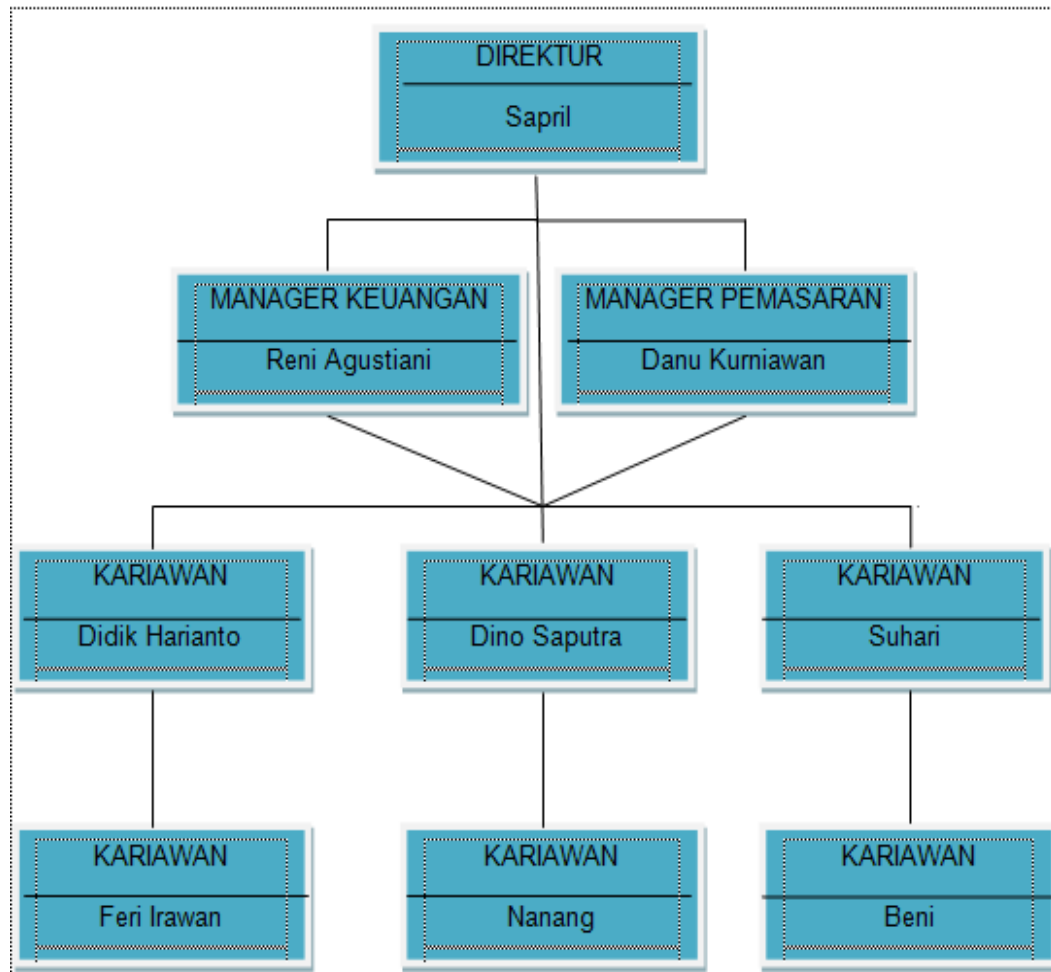 DIREKTUR
Sapril
MANAGER KEUANGAN
Reni Agustiani
MANAGER PEMASARAN
Danu Kurniawan
KARIAWAN
Didik Harianto
KARIAWAN
Dino Saputra
KARIAWAN
Suhari
KARIAWAN
Feri Irawan
KARIAWAN
Nanang
KARIAWAN
Beni